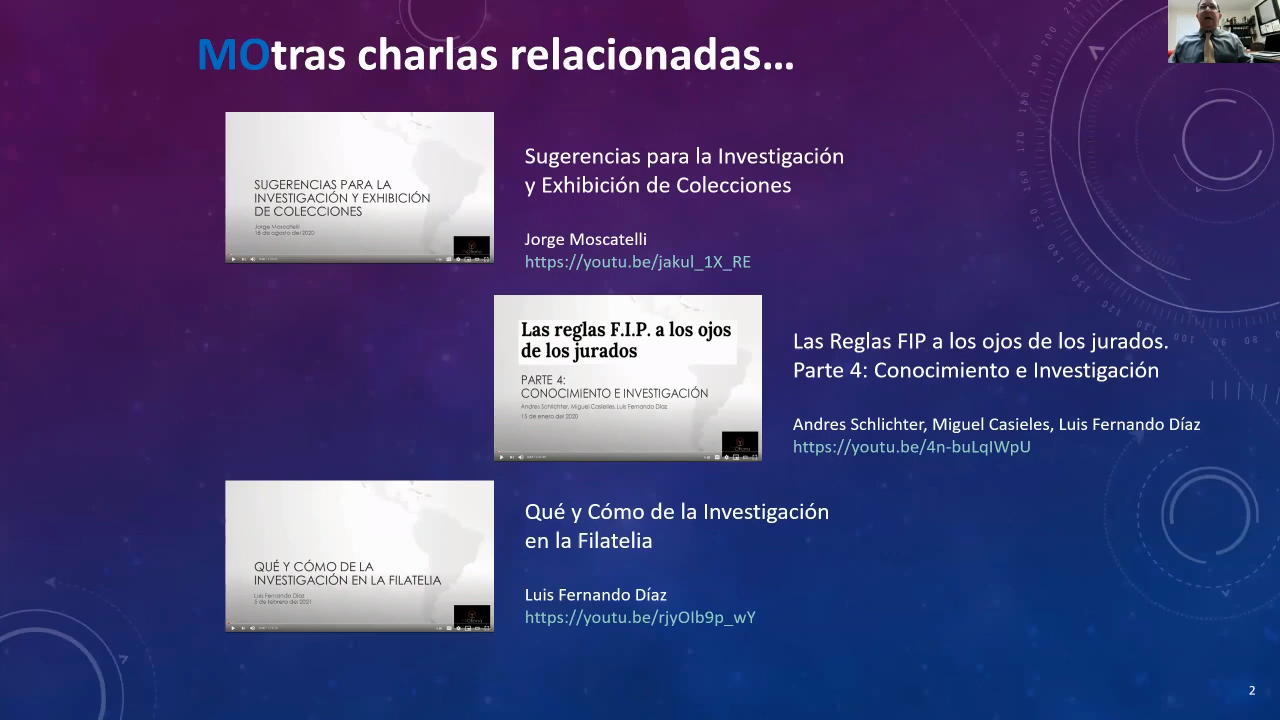 MOtras charlas relacionadas...
SUGERENCIAS PARA LA
INVESTIGACIÓN Y EXHIBICIÓN
DE COLECCIONES
Jorge Moscatelli
18 de agosto del 2020
Sugerencias para la Investigación
y Exhibición de Colecciones
Jorge Moscatelli
https://youtu.be/jakul_1X_RE
Las reglas F.I.P. a los ojos
de los jurados
PARTE 4:
CONOCIMIENTO E INVESTIGACIÓN
Andres Schlichter, Miguel Casielles, Luis Fernando Díaz
15 de enero del 2020
Las Reglas FIP a los ojos de los jurados.
Parte 4: Conocimiento e Investigación
Andres Schlichter, Miguel Casieles, Luis Fernando Díaz
https://youtu.be/4n-buLqIWpU
QUÉ Y CÓMO DE LA
INVESTIGACIÓN EN LA FILATELIA
Luis Fernando Díaz
5 de febrero del 2021
Qué y Cómo de la Investigación
en la Filatelia
Luis Fernando Díaz
https://youtu.be/rjyOIb9p_wY
2